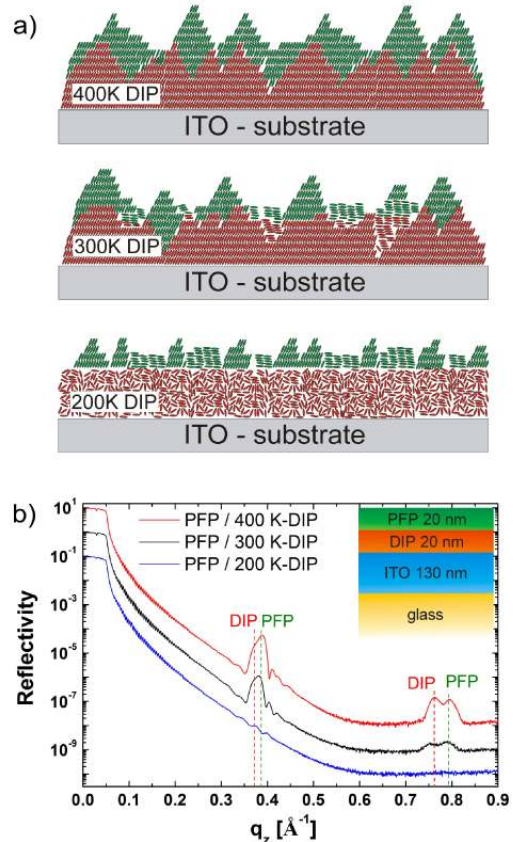 a)
400K DIP
ITO - substrate
300K DIP
ITO - substrate
200K DIP
ITO - substrate
b)
10¹
10⁻¹
10⁻³
10⁻⁵
10⁻⁷
10⁻⁹
Reflectivity
PFP / 400 K-DIP
PFP / 300 K-DIP
PFP / 200 K-DIP
PFP 20 nm
DIP 20 nm
ITO 130 nm
glass
DIP PFP
DIP PFP
0.0 0.1 0.2 0.3 0.4 0.5 0.6 0.7 0.8 0.9
q_z [Å⁻¹]